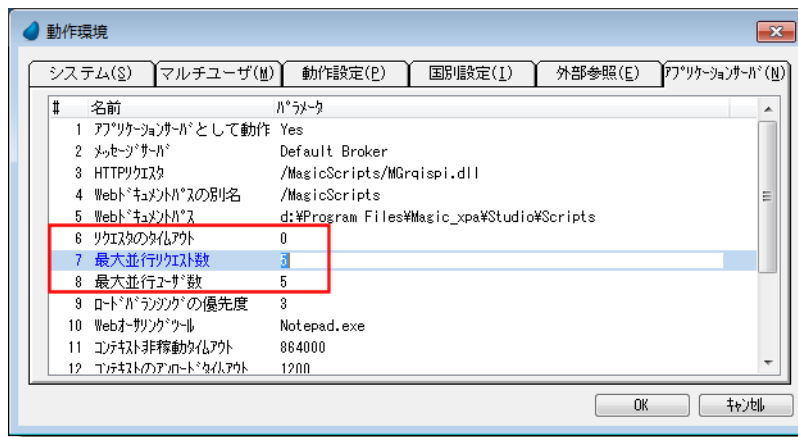 動作環境
システム(S) マルチユーザ(M) 動作設定(P) 国別設定(I) 外部参照(E) ｱﾌﾟﾘｹｰｼｮﾝｻｰﾊﾞ(N)
# 名前 ﾊﾟﾗﾒｰﾀ
1 ｱﾌﾟﾘｹｰｼｮﾝｻｰﾊﾞとして動作 Yes
2 ﾒｯｾｰｼﾞｻｰﾊﾞ Default Broker
3 HTTPﾘｸｴｽﾀ /MagicScripts/MGrqispi.dll
4 Webﾄﾞｷｭﾒﾝﾄﾊﾟｽの別名 /MagicScripts
5 Webﾄﾞｷｭﾒﾝﾄﾊﾟｽ d:¥Program Files¥Magic_xpa¥Studio¥Scripts
6 ﾘｸｴｽﾀのﾀｲﾑｱｳﾄ 0
7 最大並行ﾘｸｴｽﾄ数 5
8 最大並行ﾕｰｻﾞ数 5
9 ﾛｰﾄﾞﾊﾞﾗﾝｼﾝｸﾞの優先度 3
10 Webｵｰｻﾘﾝｸﾞﾂｰﾙ Notepad.exe
11 ｺﾝﾃｷｽﾄ非稼動ﾀｲﾑｱｳﾄ 864000
12 ｺﾝﾃｷｽﾄのｱﾝﾛｰﾄﾞﾀｲﾑｱｳﾄ 1200
OK ｷｬﾝｾﾙ